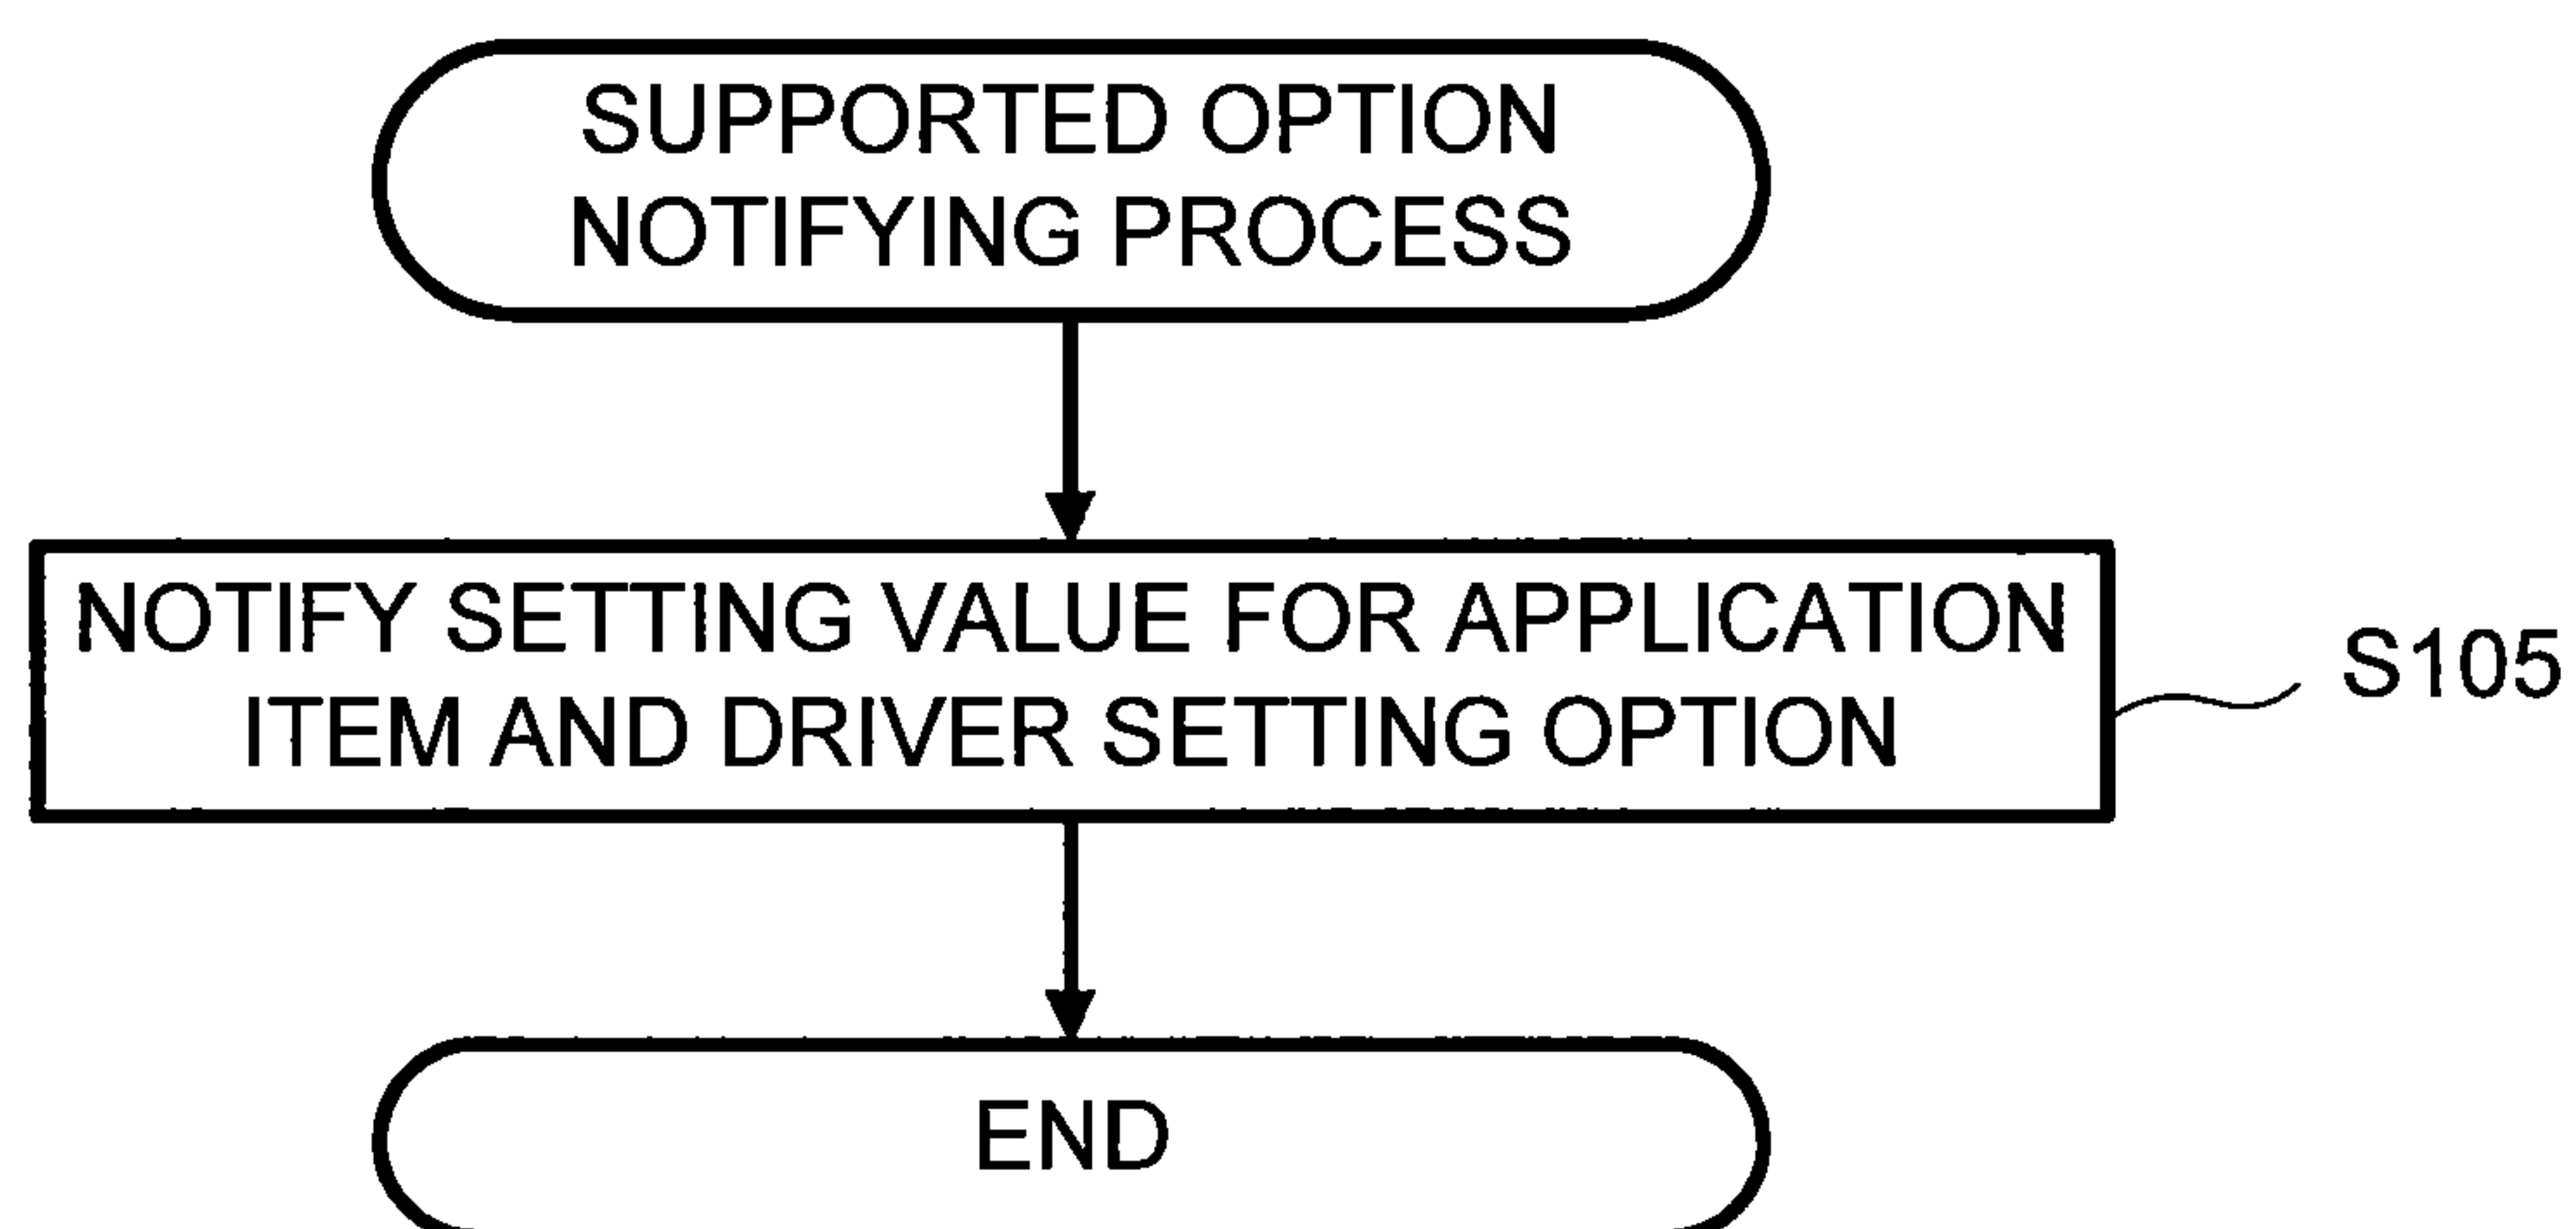 SUPPORTED OPTION
NOTIFYING PROCESS
NOTIFY SETTING VALUE FOR APPLICATION
ITEM AND DRIVER SETTING OPTION
S105
END